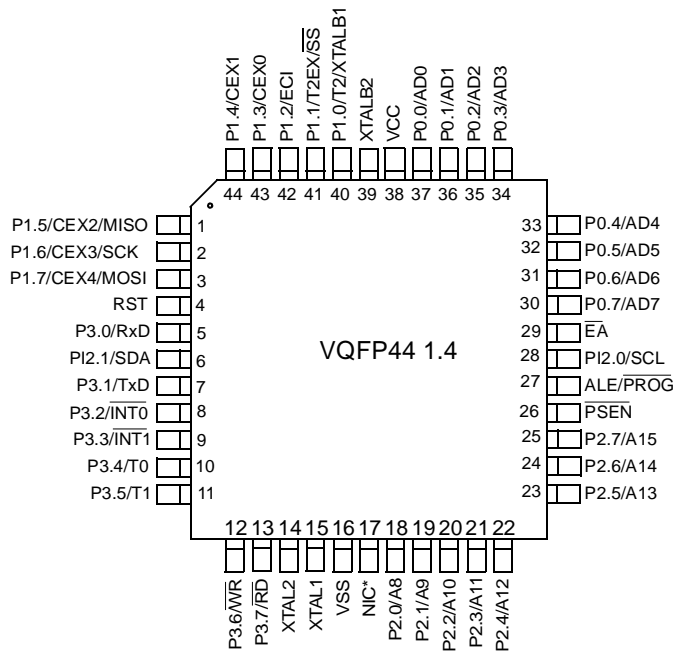 P1.4/CEX1
P1.3/CEX0
P1.2/ECI
P1.1/T2EX/S̅S̅
P1.0/T2/XTALB1
XTALB2
VCC
P0.0/AD0
P0.1/AD1
P0.2/AD2
P0.3/AD3
44 43 42 41 40 39 38 37 36 35 34
P1.5/CEX2/MISO 1
P1.6/CEX3/SCK 2
P1.7/CEX4/MOSI 3
RST 4
P3.0/RxD 5
PI2.1/SDA 6
P3.1/TxD 7
P3.2/I̅N̅T̅0̅ 8
P3.3/I̅N̅T̅1̅ 9
P3.4/T0 10
P3.5/T1 11
VQFP44 1.4
33 P0.4/AD4
32 P0.5/AD5
31 P0.6/AD6
30 P0.7/AD7
29 E̅A̅
28 PI2.0/SCL
27 ALE/P̅R̅O̅G̅
26 P̅S̅E̅N̅
25 P2.7/A15
24 P2.6/A14
23 P2.5/A13
12 13 14 15 16 17 18 19 20 21 22
P3.6/W̅R̅
P3.7/R̅D̅
XTAL2
XTAL1
VSS
NIC*
P2.0/A8
P2.1/A9
P2.2/A10
P2.3/A11
P2.4/A12